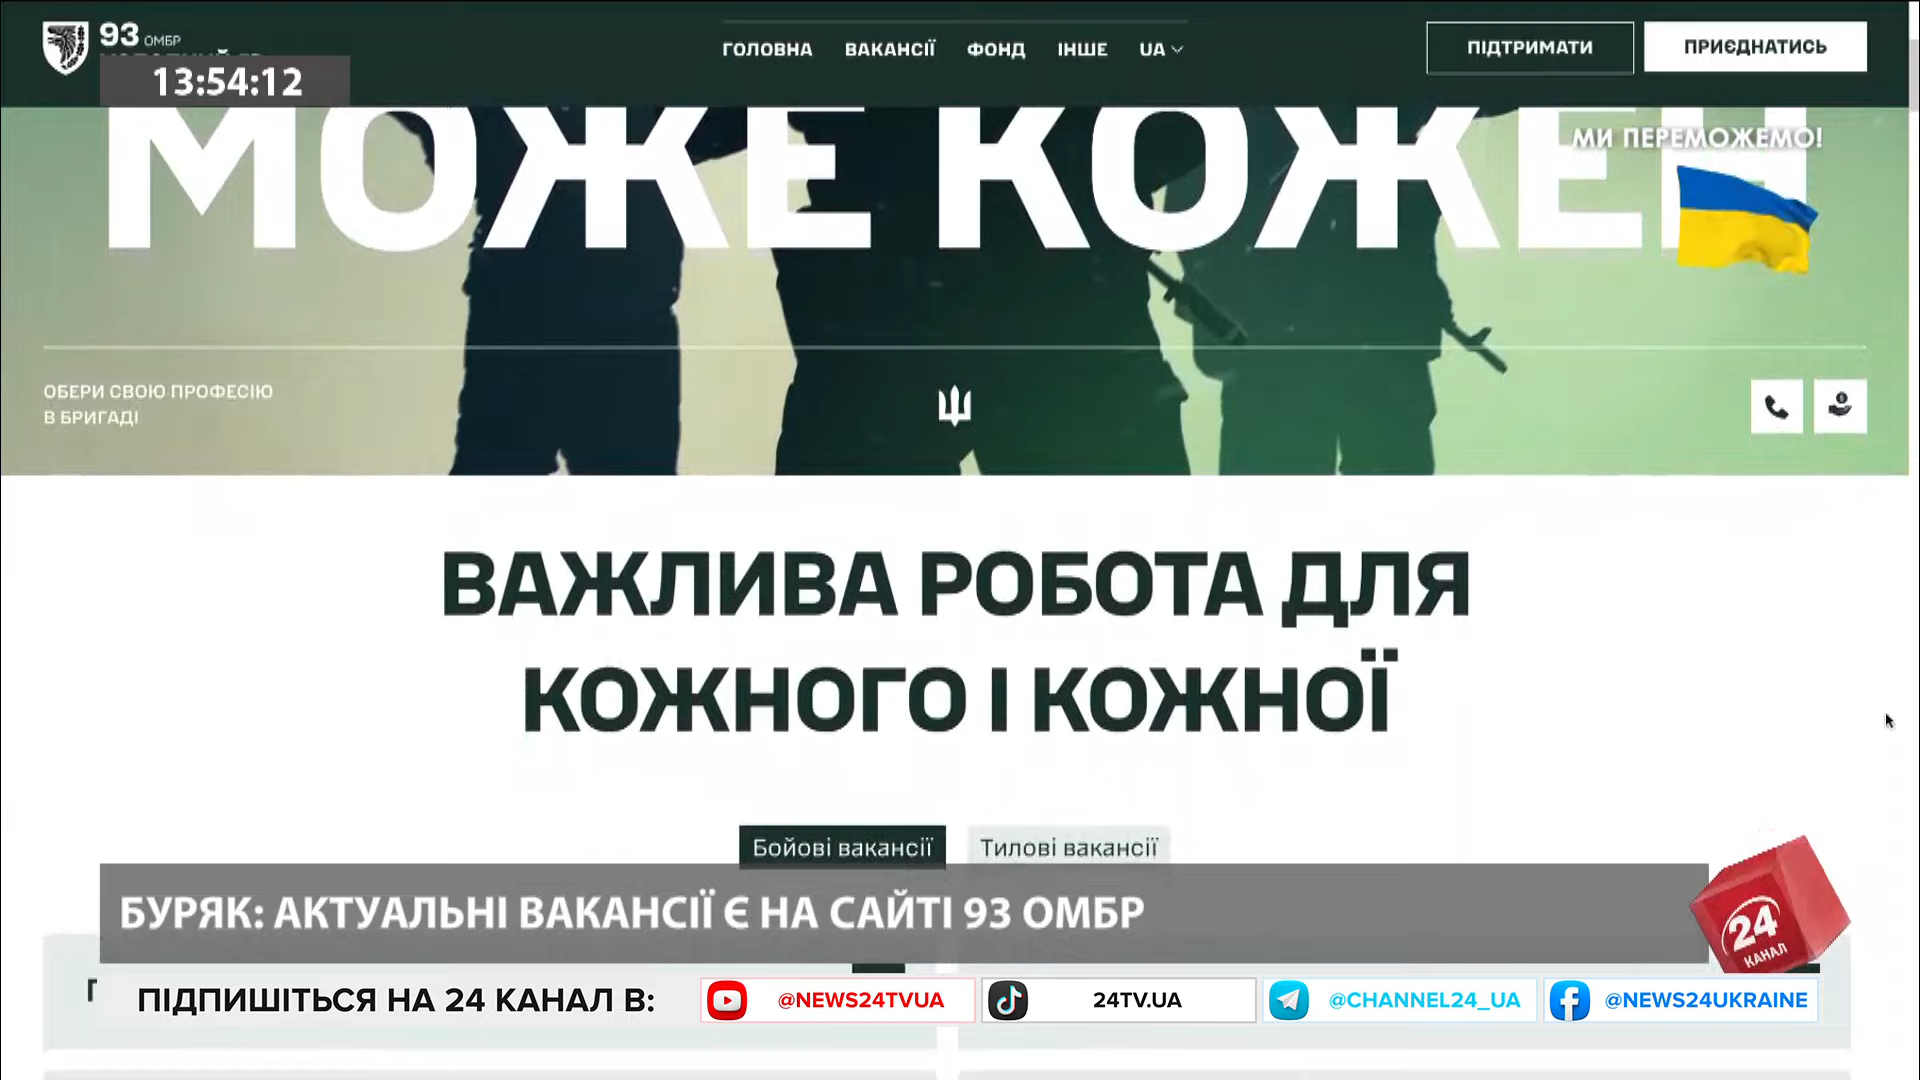 93 ОМБР
ГОЛОВНА ВАКАНСІЇ ФОНД ІНШЕ UA
ПІДТРИМАТИ
ПРИЄДНАТИСЬ
13:54:12
МОЖЕ КОЖЕН
МИ ПЕРЕМОЖЕМО!
ОБЕРИ СВОЮ ПРОФЕСІЮ
В БРИГАДІ
ВАЖЛИВА РОБОТА ДЛЯ
КОЖНОГО І КОЖНОЇ
Бойові вакансії Тилові вакансії
БУРЯК: АКТУАЛЬНІ ВАКАНСІЇ Є НА САЙТІ 93 ОМБР
24
КАНАЛ
ПІДПИШІТЬСЯ НА 24 КАНАЛ В: @NEWS24TVUA 24TV.UA @CHANNEL24_UA @NEWS24UKRAINE